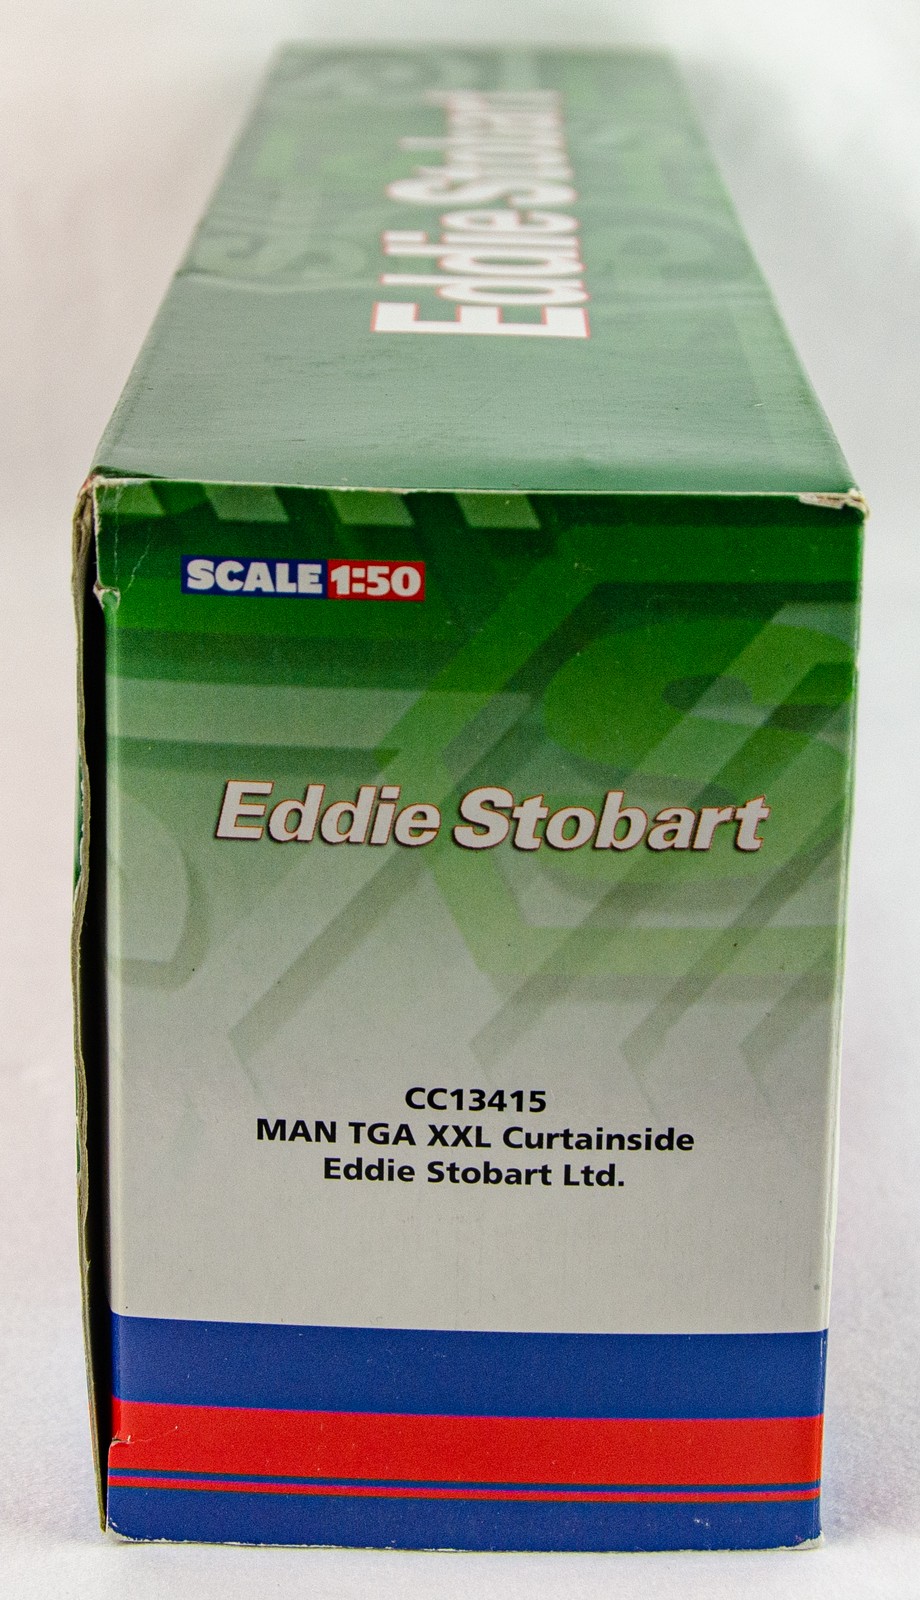 Eddie Stobart
SCALE 1:50
Eddie Stobart
CC13415
MAN TGA XXL Curtainside
Eddie Stobart Ltd.